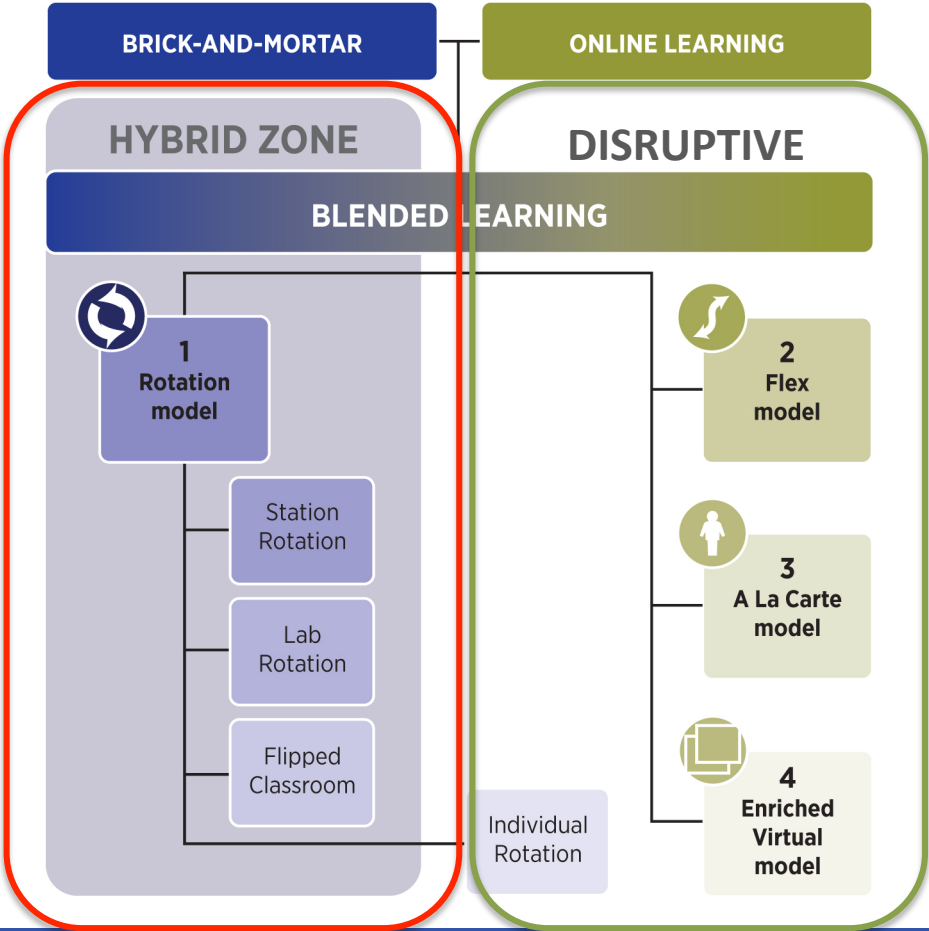 BRICK-AND-MORTAR
ONLINE LEARNING
HYBRID ZONE
DISRUPTIVE
BLENDED LEARNING
1
Rotation
model
Station
Rotation
Lab
Rotation
Flipped
Classroom
Individual
Rotation
2
Flex
model
3
A La Carte
model
4
Enriched
Virtual
model